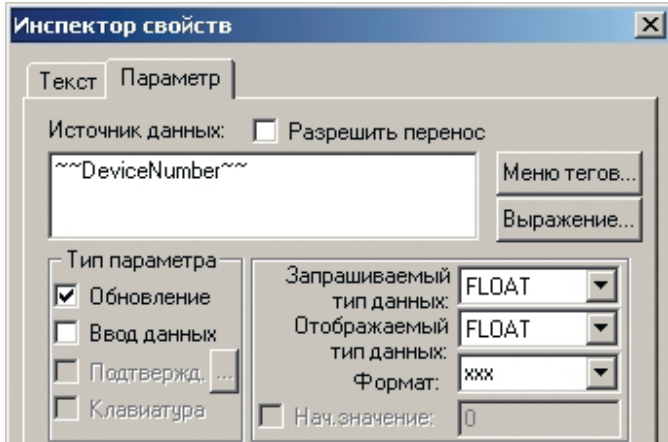 Инспектор свойств
Текст Параметр
Источник данных: Разрешить перенос
~~DeviceNumber~~
Меню тегов...
Выражение...
Тип параметра
Обновление
Ввод данных
Подтвержд. ...
Клавиатура
Запрашиваемый
тип данных:
FLOAT
Отображаемый
тип данных:
FLOAT
Формат: xxx
Нач.значение: 0